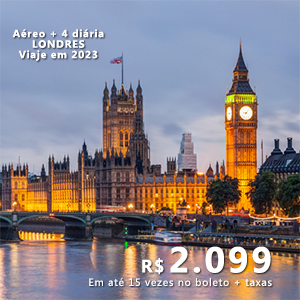 Aéreo + 4 diária
LONDRES
Viaje em 2023
R$ 2.099
Em até 15 vezes no boleto + taxas